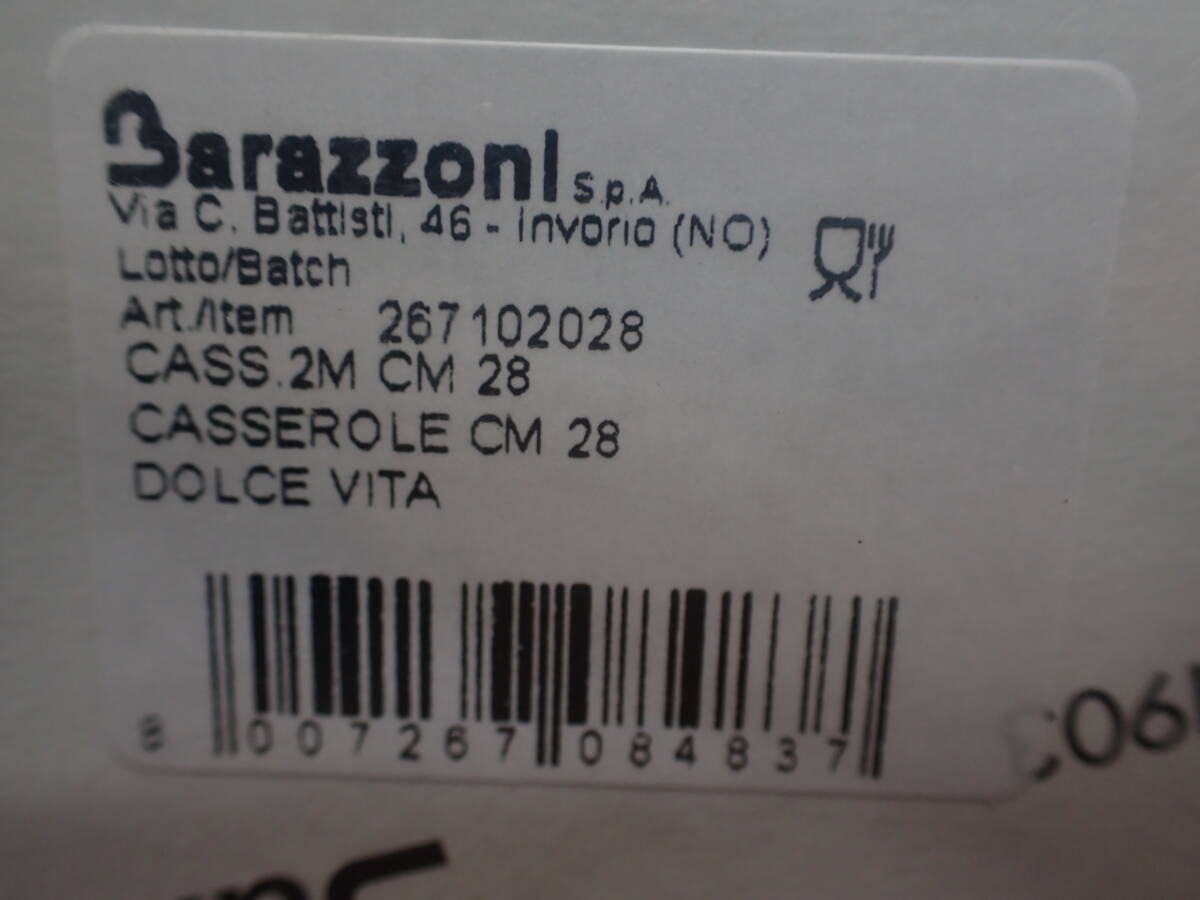 Barazzoni S.p.A.
Via C. Battisti, 46 - Invorio (NO)
Lotto/Batch
Art./Item 267102028
CASS.2M CM 28
CASSEROLE CM 28
DOLCE VITA
8 007267 084837